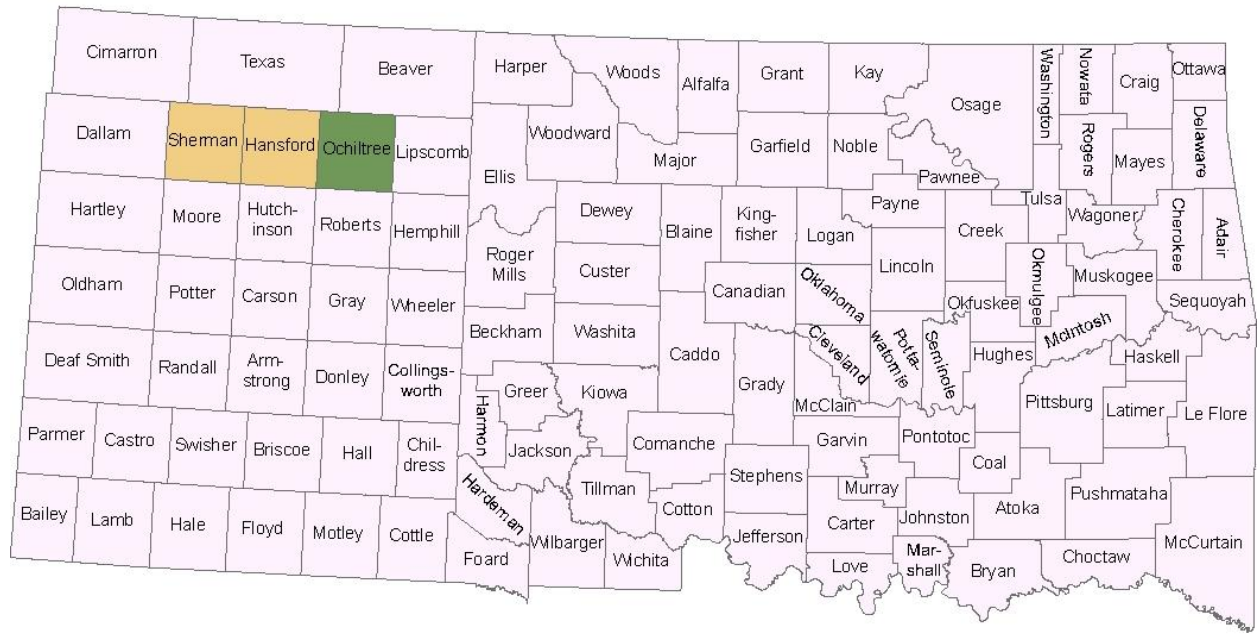 Cimarron
Texas
Beaver
Harper
Woods
Alfalfa
Grant
Kay
Osage
Washington
Nowata
Craig
Ottawa
Dallam
Sherman
Hansford
Ochiltree
Lipscomb
Ellis
Woodward
Major
Garfield
Noble
Pawnee
Rogers
Mayes
Delaware
Hartley
Moore
Hutch-
inson
Roberts
Hemphill
Roger
Mills
Dewey
Blaine
King-
fisher
Logan
Payne
Creek
Tulsa
Wagoner
Cherokee
Adair
Oldham
Potter
Carson
Gray
Wheeler
Custer
Canadian
Oklahoma
Lincoln
Okfuskee
Okmulgee
Muskogee
Sequoyah
Deaf Smith
Randall
Arm-
strong
Donley
Collings-
worth
Beckham
Washita
Caddo
Grady
Cleveland
McClain
Potta-
watomie
Seminole
Hughes
McIntosh
Haskell
Pittsburg
Latimer
Le Flore
Parmer
Castro
Swisher
Briscoe
Hall
Chil-
dress
Harmon
Greer
Jackson
Kiowa
Comanche
Garvin
Pontotoc
Coal
Bailey
Lamb
Hale
Floyd
Motley
Cottle
Hardeman
Foard
Wilbarger
Tillman
Wichita
Cotton
Stephens
Jefferson
Murray
Carter
Love
Johnston
Mar-
shall
Atoka
Bryan
Pushmataha
Choctaw
McCurtain